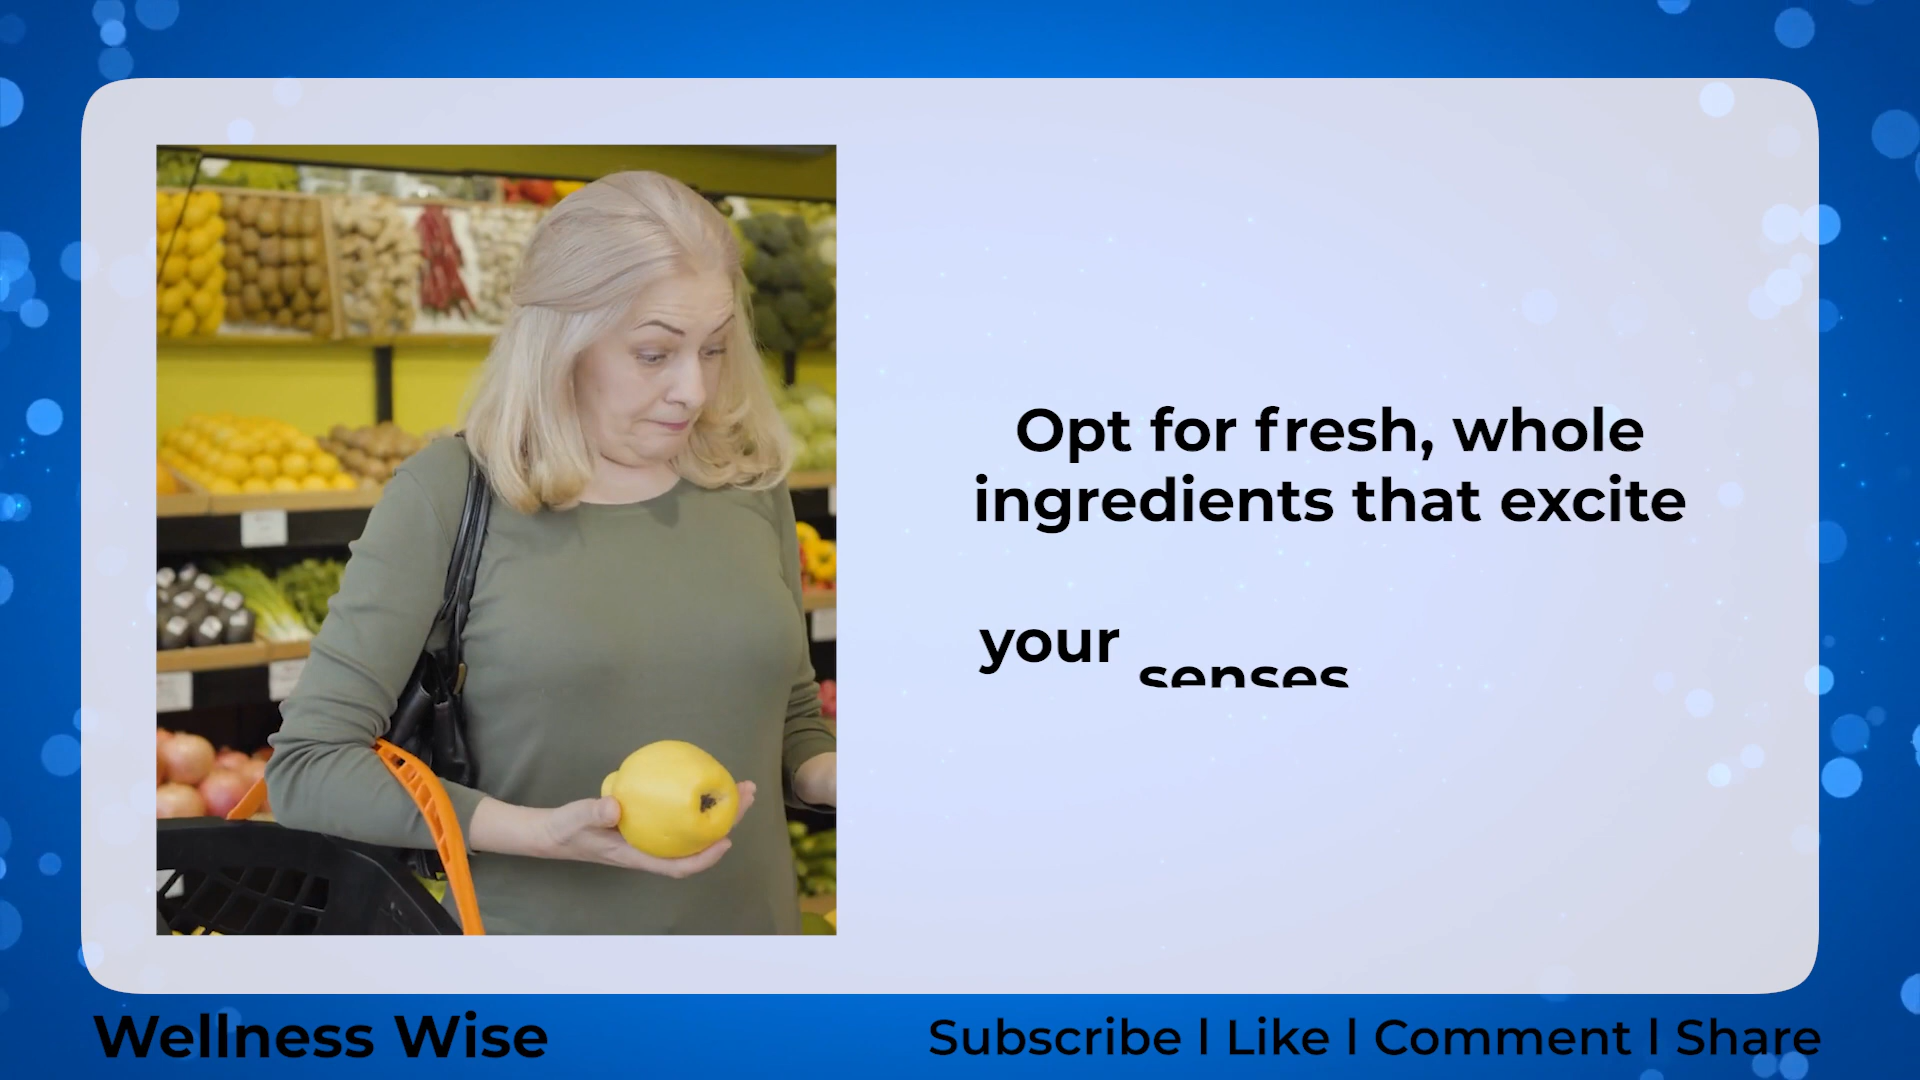 Opt for fresh, whole
ingredients that excite
your senses
Wellness Wise
Subscribe l Like l Comment l Share